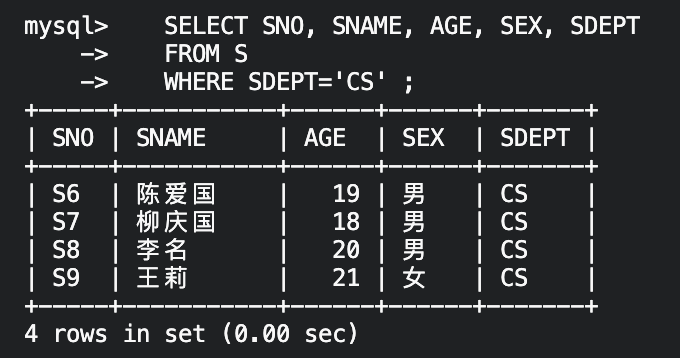 mysql>    SELECT SNO, SNAME, AGE, SEX, SDEPT
    ->    FROM S
    ->    WHERE SDEPT='CS' ;
+-----+-----------+------+------+-------+
| SNO | SNAME     | AGE  | SEX  | SDEPT |
+-----+-----------+------+------+-------+
| S6  | 陈爱国    |   19 | 男   | CS    |
| S7  | 柳庆国    |   18 | 男   | CS    |
| S8  | 李名      |   20 | 男   | CS    |
| S9  | 王莉      |   21 | 女   | CS    |
+-----+-----------+------+------+-------+
4 rows in set (0.00 sec)